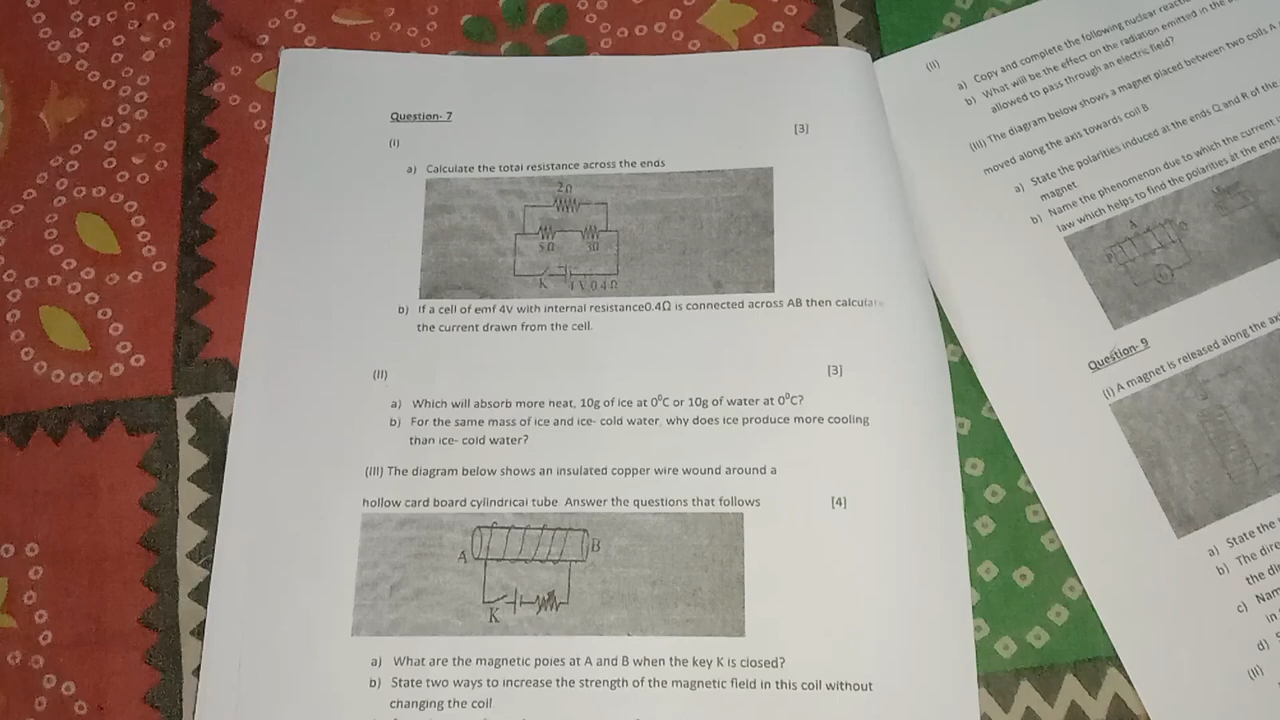 Question- 7
(I)
[3]
a) Calculate the total resistance across the ends
2Ω
5Ω 3Ω
K 4V 0.4Ω
b) If a cell of emf 4V with internal resistance0.4Ω is connected across AB then calculate
the current drawn from the cell.
(II)
[3]
a) Which will absorb more heat, 10g of ice at 0⁰C or 10g of water at 0⁰C?
b) For the same mass of ice and ice- cold water, why does ice produce more cooling
than ice- cold water?
(III) The diagram below shows an insulated copper wire wound around a
hollow card board cylindrical tube. Answer the questions that follows
[4]
A B
K
a) What are the magnetic poles at A and B when the key K is closed?
b) State two ways to increase the strength of the magnetic field in this coil without
changing the coil
(II)
a) Copy and complete the following nuclear
b) What will be the effect on the radiation emitted in the
allowed to pass through an electric field?
(III) The diagram below shows a magnet placed between two coils A
moved along the axis towards coil B.
a) State the polarities induced at the ends Q and R of the
magnet
b) Name the phenomenon due to which the current
law which helps to find the polarities at the
A
Question- 9
(I) A magnet is released along the
a) State the
b) The
the
c)
in
d)
(II)